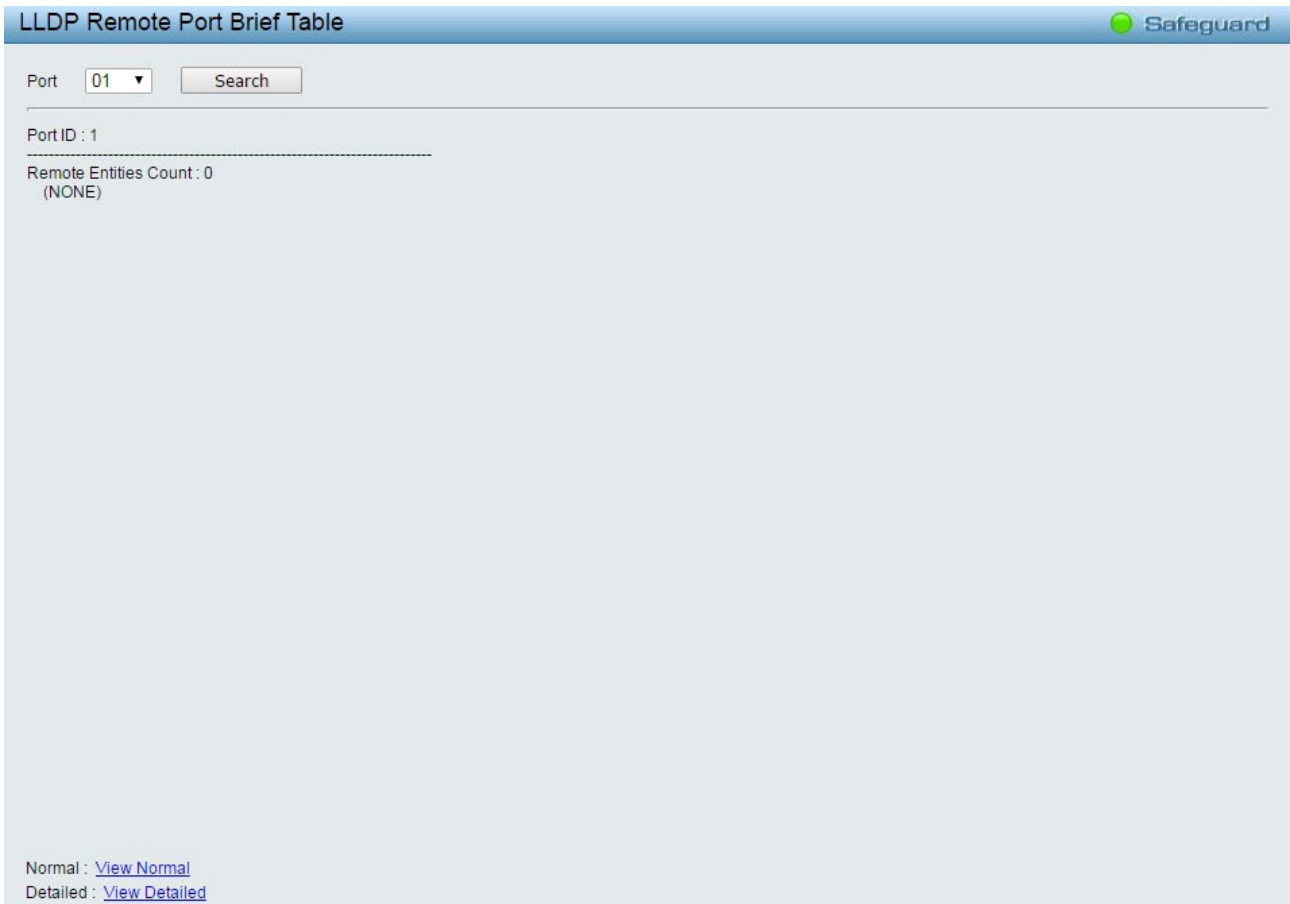 LLDP Remote Port Brief Table
Safeguard
Port 01 Search
Port ID : 1
--------------------------------------------------------------------------------
Remote Entities Count : 0
(NONE)
Normal : View Normal
Detailed : View Detailed